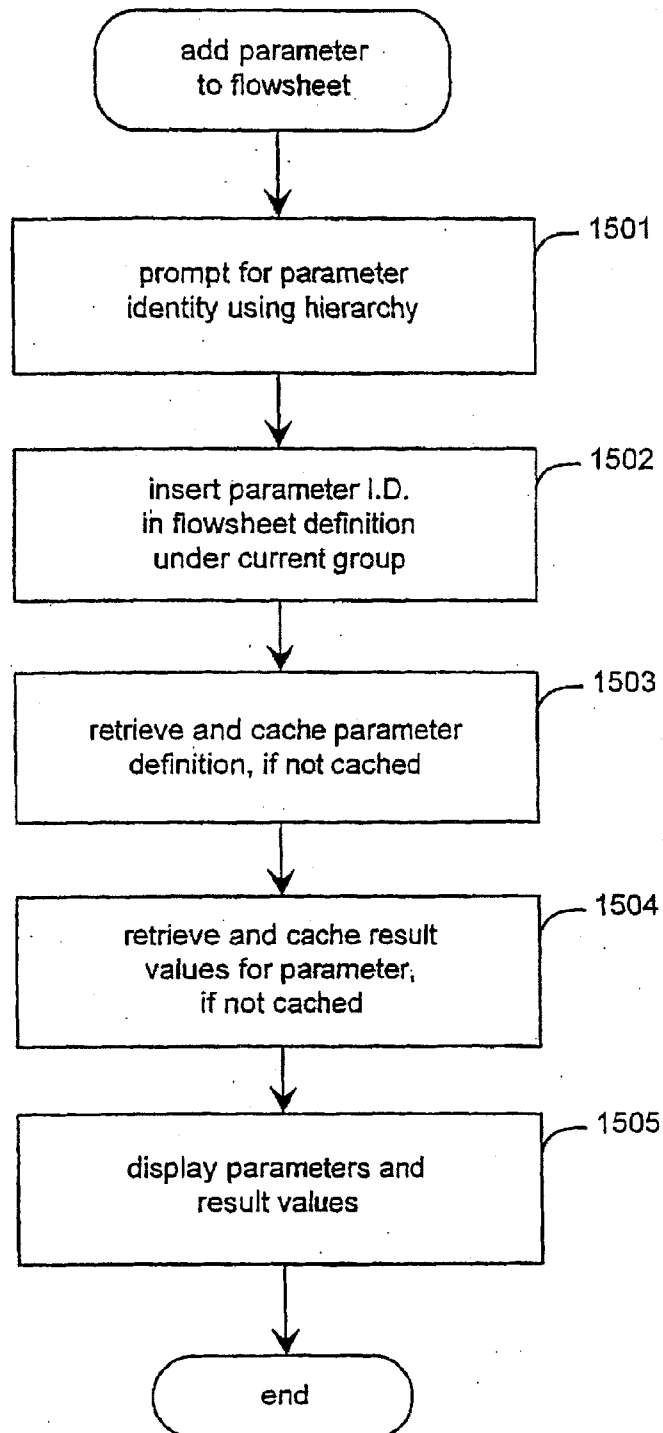 add parameter
to flowsheet
1501
prompt for parameter
identity using hierarchy
1502
insert parameter I.D.
in flowsheet definition
under current group
1503
retrieve and cache parameter
definition, if not cached
1504
retrieve and cache result
values for parameter,
if not cached
1505
display parameters and
result values
end